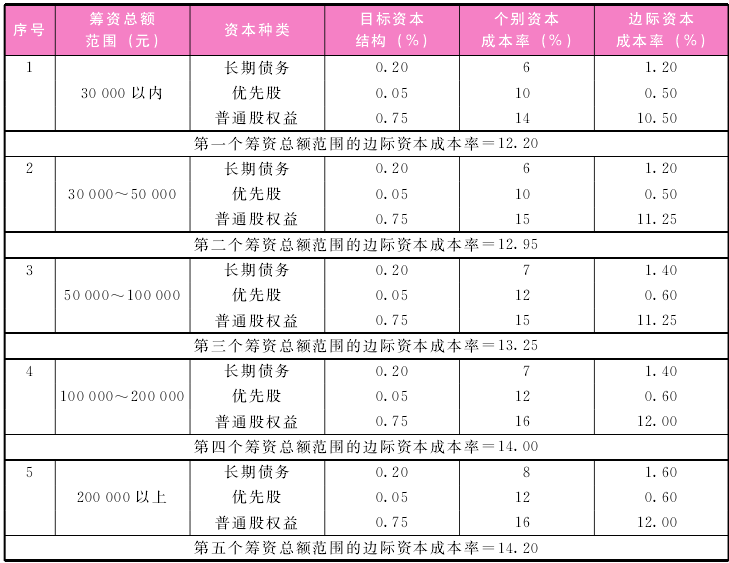 序号 筹资总额范围(元) 资本种类 目标资本结构(%) 个别资本成本率(%) 边际资本成本率(%)
1 长期债务 0.20 6 1.20
30 000 以内 优先股 0.05 10 0.50
普通股权益 0.75 14 10.50
第一个筹资总额范围的边际资本成本率=12.20
2 长期债务 0.20 6 1.20
30 000～50 000 优先股 0.05 10 0.50
普通股权益 0.75 15 11.25
第二个筹资总额范围的边际资本成本率=12.95
3 长期债务 0.20 7 1.40
50 000～100 000 优先股 0.05 12 0.60
普通股权益 0.75 15 11.25
第三个筹资总额范围的边际资本成本率=13.25
4 长期债务 0.20 7 1.40
100 000～200 000 优先股 0.05 12 0.60
普通股权益 0.75 16 12.00
第四个筹资总额范围的边际资本成本率=14.00
5 长期债务 0.20 8 1.60
200 000 以上 优先股 0.05 12 0.60
普通股权益 0.75 16 12.00
第五个筹资总额范围的边际资本成本率=14.20